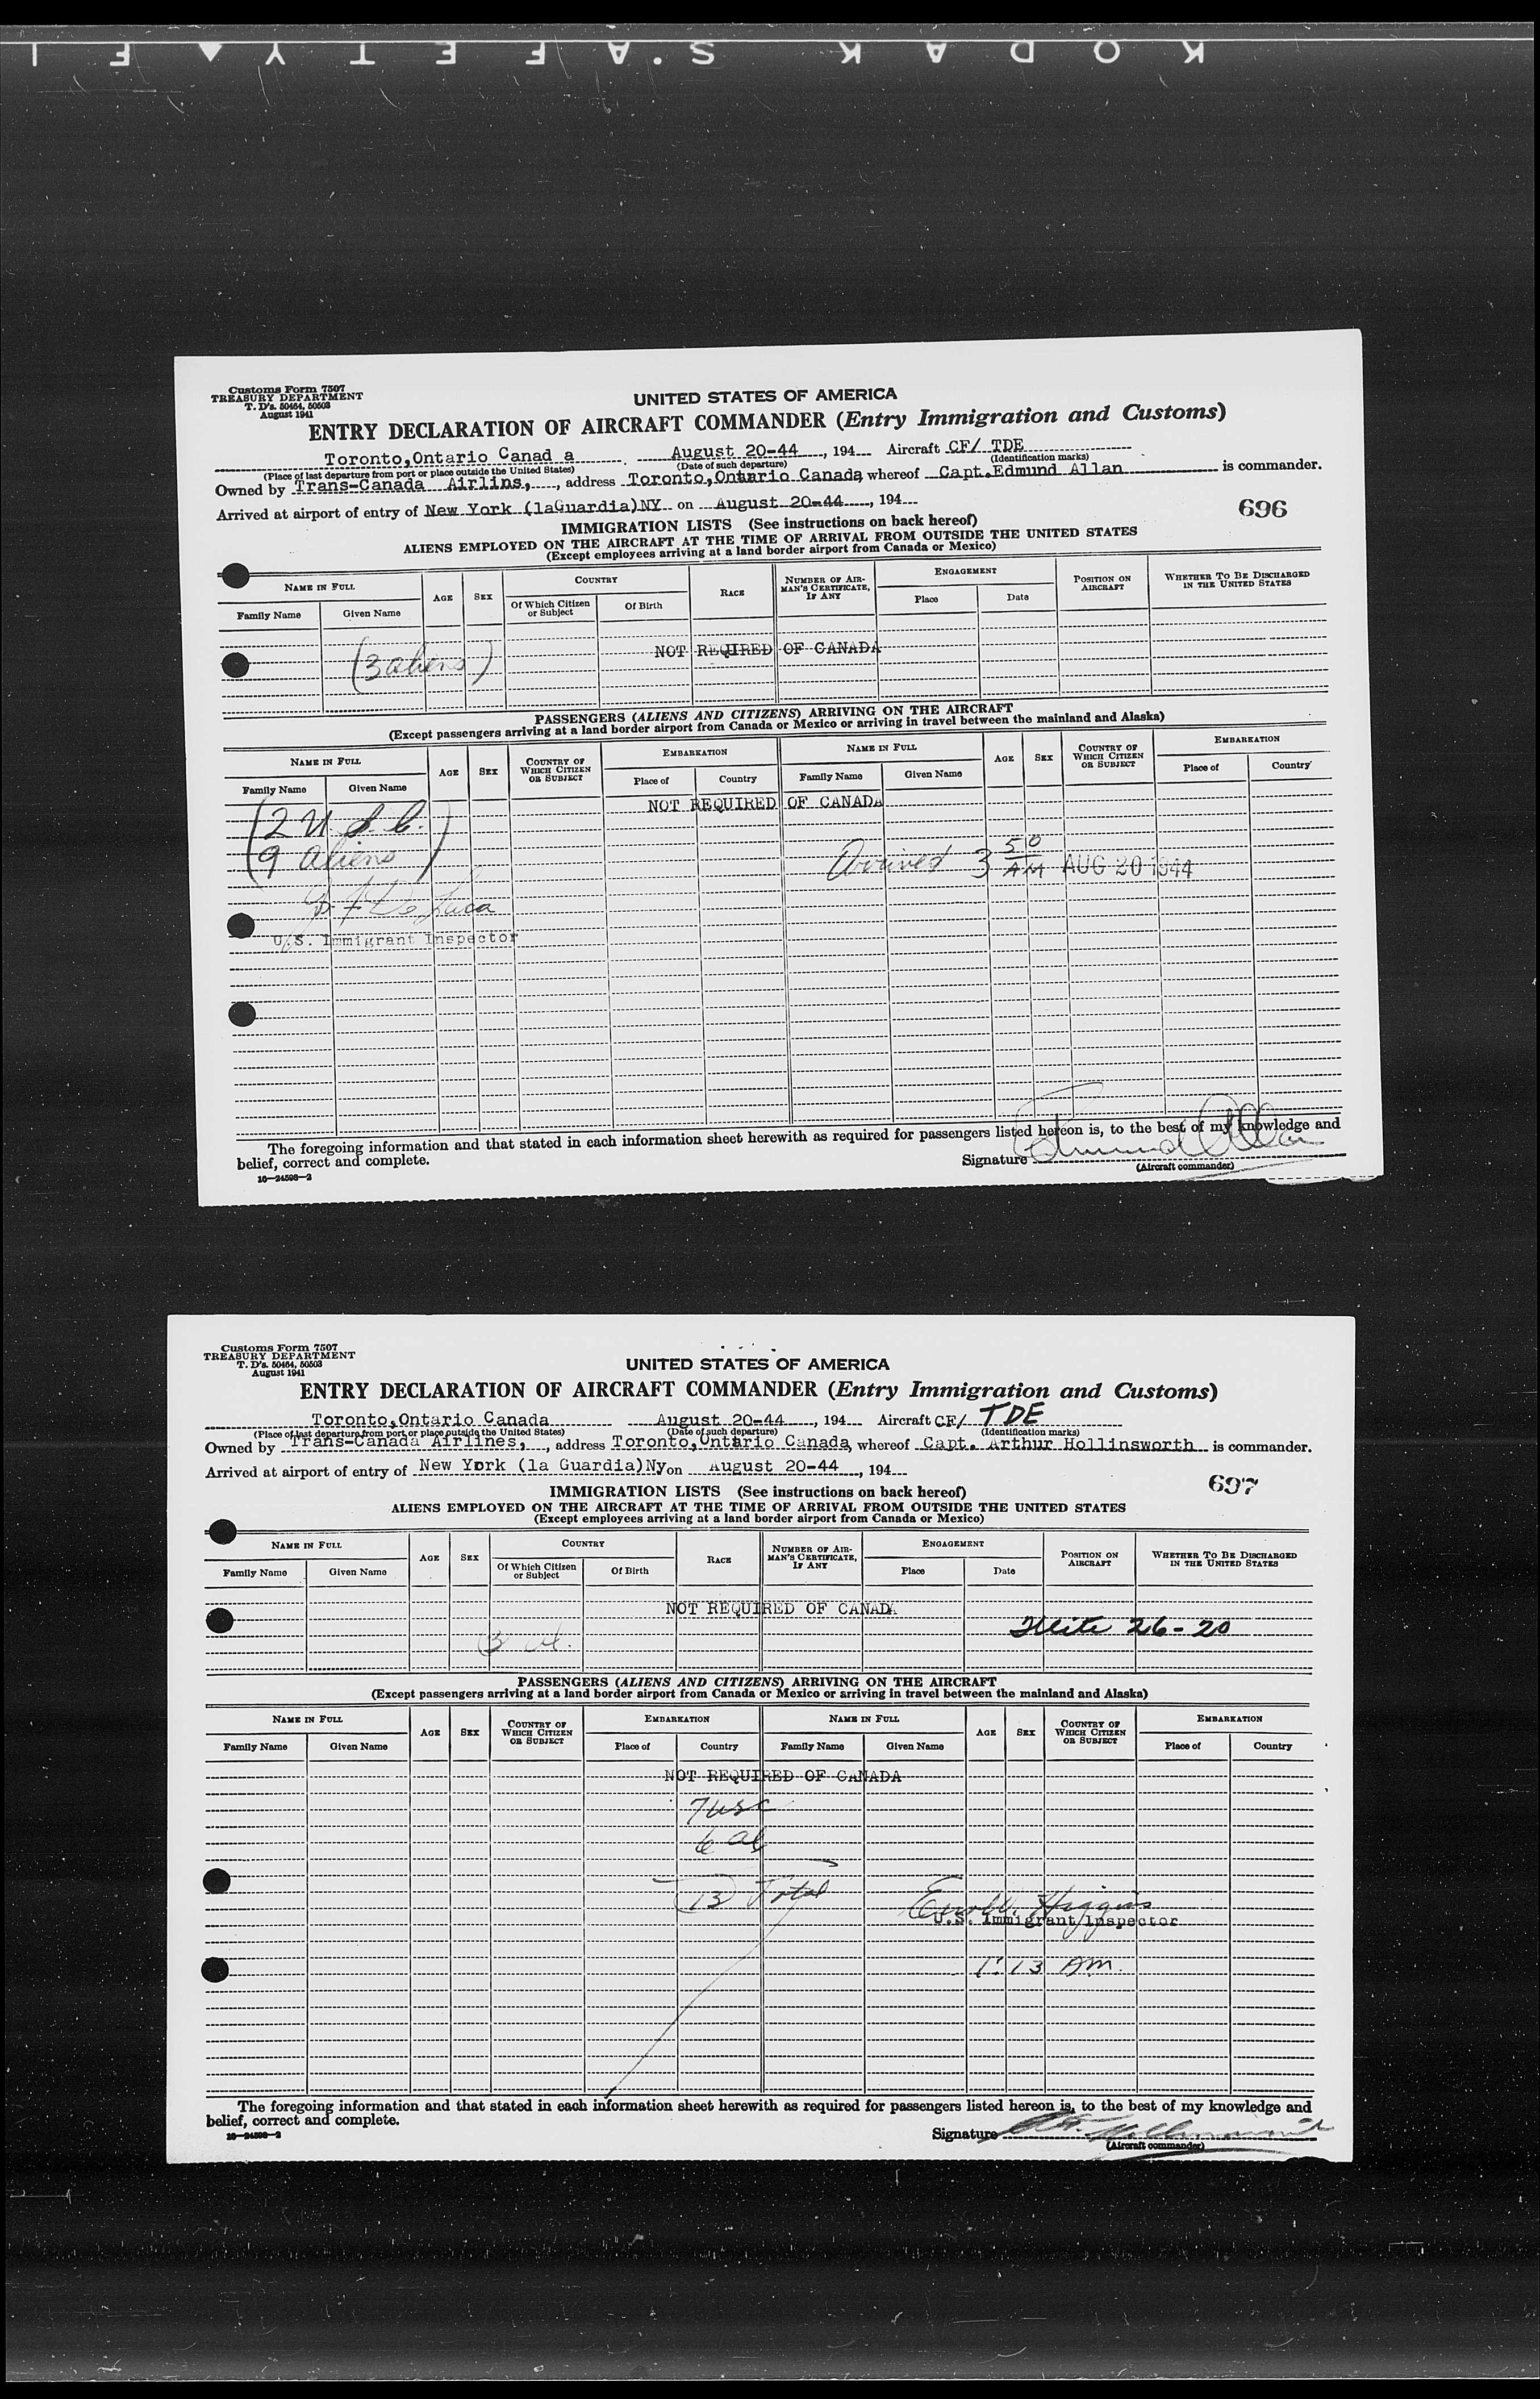 KODAK S.AFETY▲FI
Customs Form 7507
TREASURY DEPARTMENT
T. D's. 50464, 50503
August 1941
UNITED STATES OF AMERICA
ENTRY DECLARATION OF AIRCRAFT COMMANDER (Entry Immigration and Customs)
Toronto,Ontario Canad a August 20-44, 194 Aircraft CF/ TDE
(Place of last departure from port or place outside the United States) (Date of such departure) (Identification marks)
Owned by Trans-Canada Airlins, , address Toronto,Ontario Canada, whereof Capt.Edmund Allan is commander.
Arrived at airport of entry of New York (laGuardia)NY on August 20-44, 194
696
IMMIGRATION LISTS (See instructions on back hereof)
ALIENS EMPLOYED ON THE AIRCRAFT AT THE TIME OF ARRIVAL FROM OUTSIDE THE UNITED STATES
(Except employees arriving at a land border airport from Canada or Mexico)
NAME IN FULL AGE SEX COUNTRY RACE NUMBER OF AIRMAN'S CERTIFICATE, IF ANY ENGAGEMENT POSITION ON AIRCRAFT WHETHER TO BE DISCHARGED IN THE UNITED STATES
Family Name Given Name Of Which Citizen or Subject Of Birth Place Date
NOT REQUIRED OF CANADA
(3 aliens)
PASSENGERS (ALIENS AND CITIZENS) ARRIVING ON THE AIRCRAFT
(Except passengers arriving at a land border airport from Canada or Mexico or arriving in travel between the mainland and Alaska)
NAME IN FULL AGE SEX COUNTRY OF WHICH CITIZEN OR SUBJECT EMBARKATION NAME IN FULL AGE SEX COUNTRY OF WHICH CITIZEN OR SUBJECT EMBARKATION
Family Name Given Name Place of Country Family Name Given Name Place of Country
NOT REQUIRED OF CANADA
(2 U S.C.
9 aliens)
Arrived 3 50 AM AUG 20 1944
De Luca
U.S. Immigrant Inspector
The foregoing information and that stated in each information sheet herewith as required for passengers listed hereon is, to the best of my knowledge and
belief, correct and complete.
Signature Edmund Allan
(Aircraft commander)
16—24598—2
Customs Form 7507
TREASURY DEPARTMENT
T. D's. 50464, 50503
August 1941
UNITED STATES OF AMERICA
ENTRY DECLARATION OF AIRCRAFT COMMANDER (Entry Immigration and Customs)
Toronto,Ontario Canada August 20-44, 194 Aircraft CF/ TDE
(Place of last departure from port or place outside the United States) (Date of such departure) (Identification marks)
Owned by Trans-Canada Airlines, , address Toronto,Ontario Canada, whereof Capt. Arthur Hollinsworth is commander.
Arrived at airport of entry of New York (la Guardia)Ny on August 20-44, 194
697
IMMIGRATION LISTS (See instructions on back hereof)
ALIENS EMPLOYED ON THE AIRCRAFT AT THE TIME OF ARRIVAL FROM OUTSIDE THE UNITED STATES
(Except employees arriving at a land border airport from Canada or Mexico)
NAME IN FULL AGE SEX COUNTRY RACE NUMBER OF AIRMAN'S CERTIFICATE, IF ANY ENGAGEMENT POSITION ON AIRCRAFT WHETHER TO BE DISCHARGED IN THE UNITED STATES
Family Name Given Name Of Which Citizen or Subject Of Birth Place Date
NOT REQUIRED OF CANADA
Flite 26-20
3 al.
PASSENGERS (ALIENS AND CITIZENS) ARRIVING ON THE AIRCRAFT
(Except passengers arriving at a land border airport from Canada or Mexico or arriving in travel between the mainland and Alaska)
NAME IN FULL AGE SEX COUNTRY OF WHICH CITIZEN OR SUBJECT EMBARKATION NAME IN FULL AGE SEX COUNTRY OF WHICH CITIZEN OR SUBJECT EMBARKATION
Family Name Given Name Place of Country Family Name Given Name Place of Country
NOT REQUIRED OF CANADA
7 usc
6 al
13 Total
Higgins
U.S. Immigrant Inspector
1:13 AM.
The foregoing information and that stated in each information sheet herewith as required for passengers listed hereon is, to the best of my knowledge and
belief, correct and complete.
Signature
(Aircraft commander)
16—24598—2